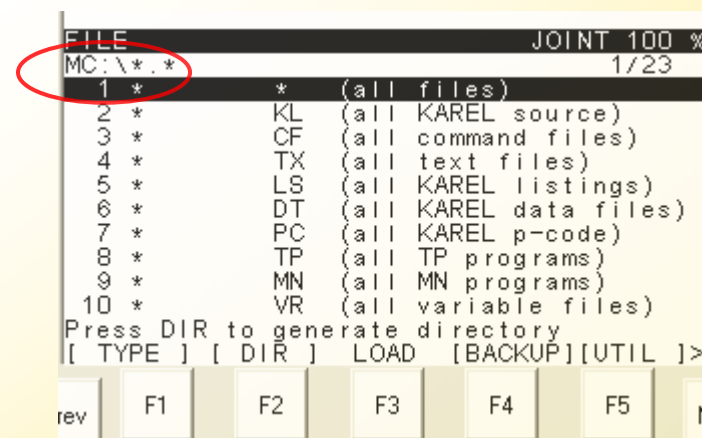 FILE JOINT 100 %
MC:\*.* 1/23
1 * * (all files)
2 * KL (all KAREL source)
3 * CF (all command files)
4 * TX (all text files)
5 * LS (all KAREL listings)
6 * DT (all KAREL data files)
7 * PC (all KAREL p-code)
8 * TP (all TP programs)
9 * MN (all MN programs)
10 * VR (all variable files)
Press DIR to generate directory
[ TYPE ] [ DIR ] LOAD [BACKUP][UTIL ]>
rev F1 F2 F3 F4 F5